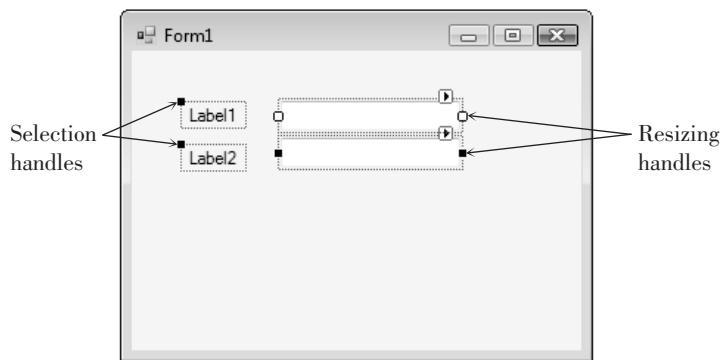 Form1
Label1
Label2
Selection
handles
Resizing
handles